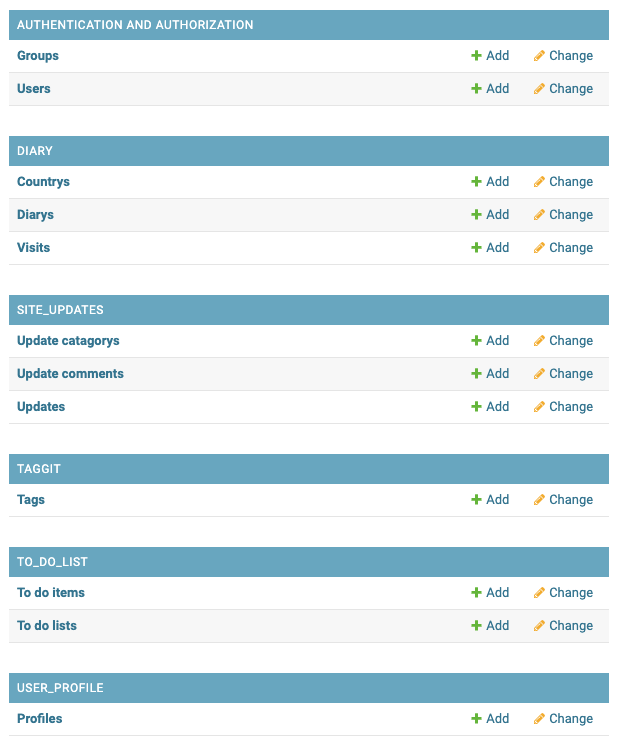 AUTHENTICATION AND AUTHORIZATION
Groups Add Change
Users Add Change
DIARY
Countrys Add Change
Diarys Add Change
Visits Add Change
SITE_UPDATES
Update catagorys Add Change
Update comments Add Change
Updates Add Change
TAGGIT
Tags Add Change
TO_DO_LIST
To do items Add Change
To do lists Add Change
USER_PROFILE
Profiles Add Change